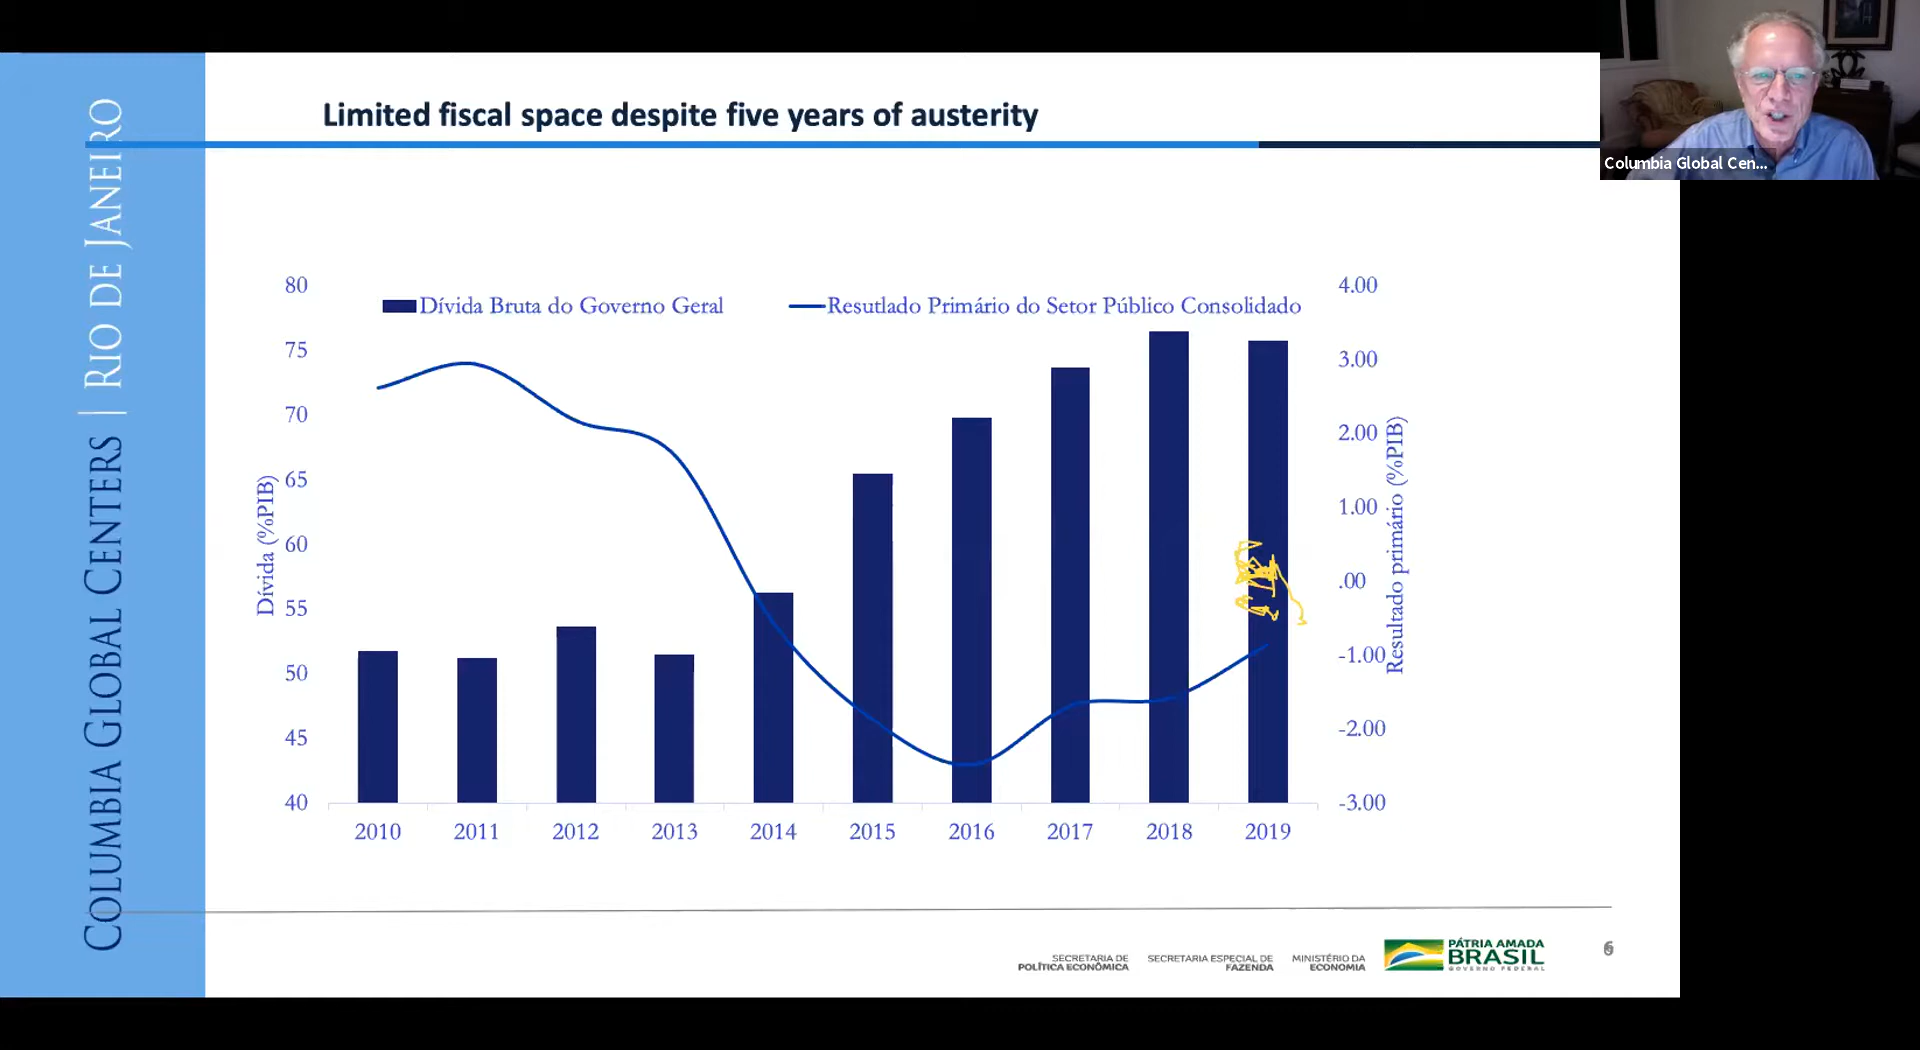 Limited fiscal space despite five years of austerity
Columbia Global Cen...
COLUMBIA GLOBAL CENTERS | RIO DE JANEIRO
Dívida Bruta do Governo Geral
Resutlado Primário do Setor Público Consolidado
Dívida (%PIB)
80
75
70
65
60
55
50
45
40
4.00
3.00
2.00
1.00
.00
-1.00
-2.00
-3.00
Resultado primário (%PIB)
2010 2011 2012 2013 2014 2015 2016 2017 2018 2019
SECRETARIA DE
POLÍTICA ECONÔMICA
SECRETARIA ESPECIAL DE
FAZENDA
MINISTÉRIO DA
ECONOMIA
PÁTRIA AMADA
BRASIL
GOVERNO FEDERAL